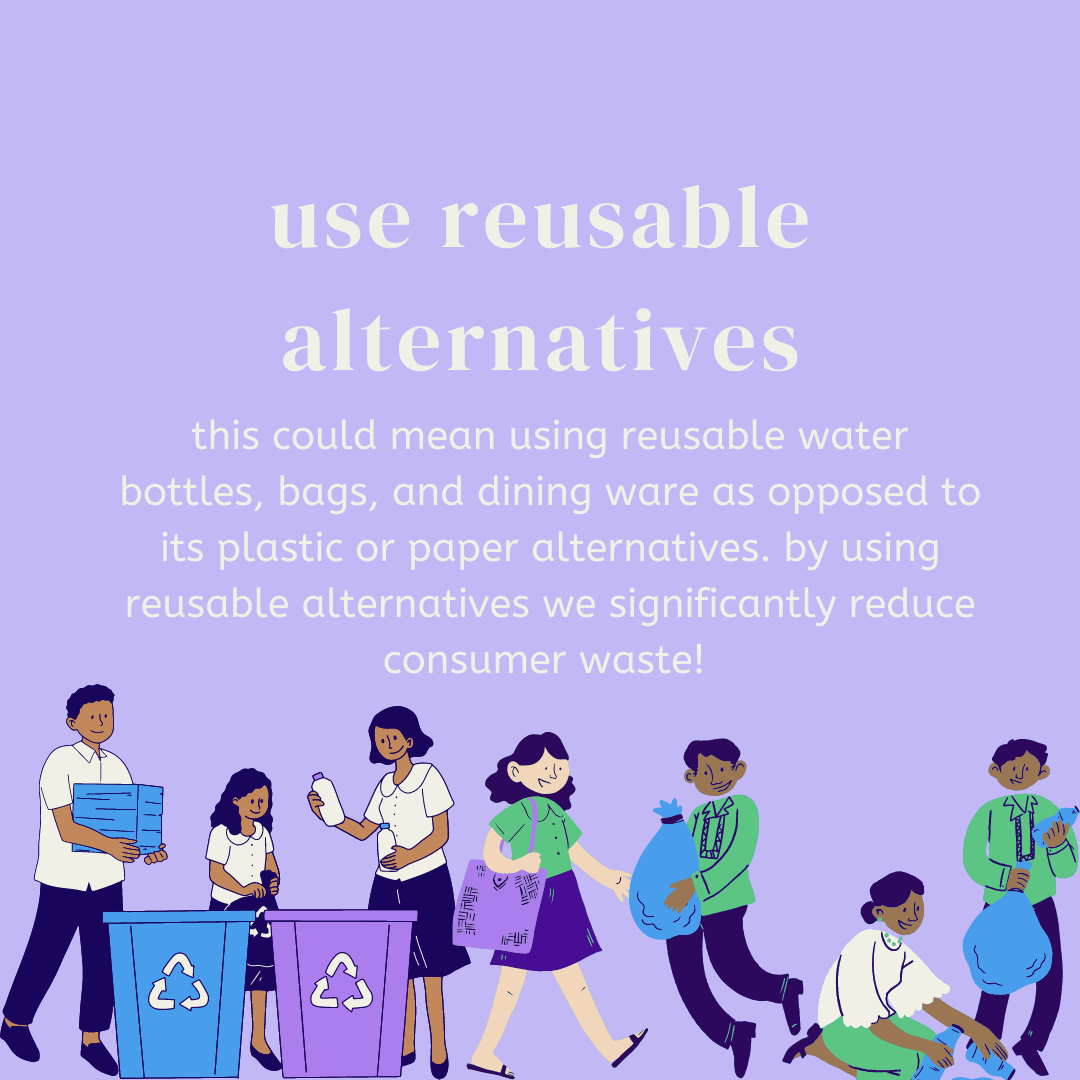 use reusable
alternatives
this could mean using reusable water
bottles, bags, and dining ware as opposed to
its plastic or paper alternatives. by using
reusable alternatives we significantly reduce
consumer waste!